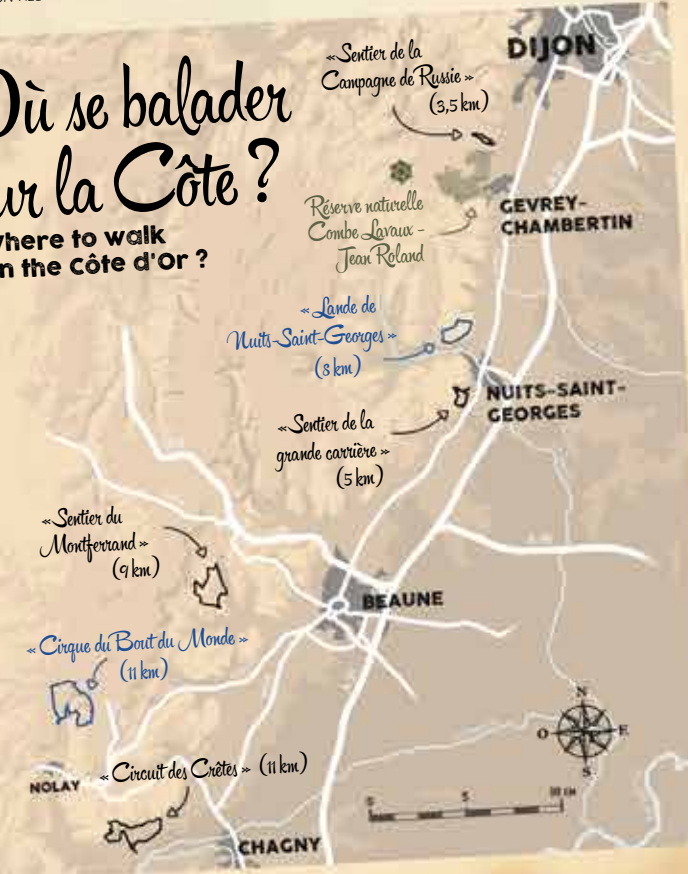 Où se balader
sur la Côte ?
where to walk
in the côte d'Or ?
«Sentier de la
Campagne de Russie »
(3,5 km)
DIJON
Réserve naturelle
Combe Lavaux -
Jean Roland
GEVREY-
CHAMBERTIN
« Lande de
Nuits-Saint-Georges »
(8 km)
NUITS-SAINT-
GEORGES
«Sentier de la
grande carrière »
(5 km)
«Sentier du
Montferrand »
(9 km)
BEAUNE
« Cirque du Bout du Monde »
(11 km)
N
O
E
S
NOLAY
« Circuit des Crêtes » (11 km)
0 5 10 KM
CHAGNY